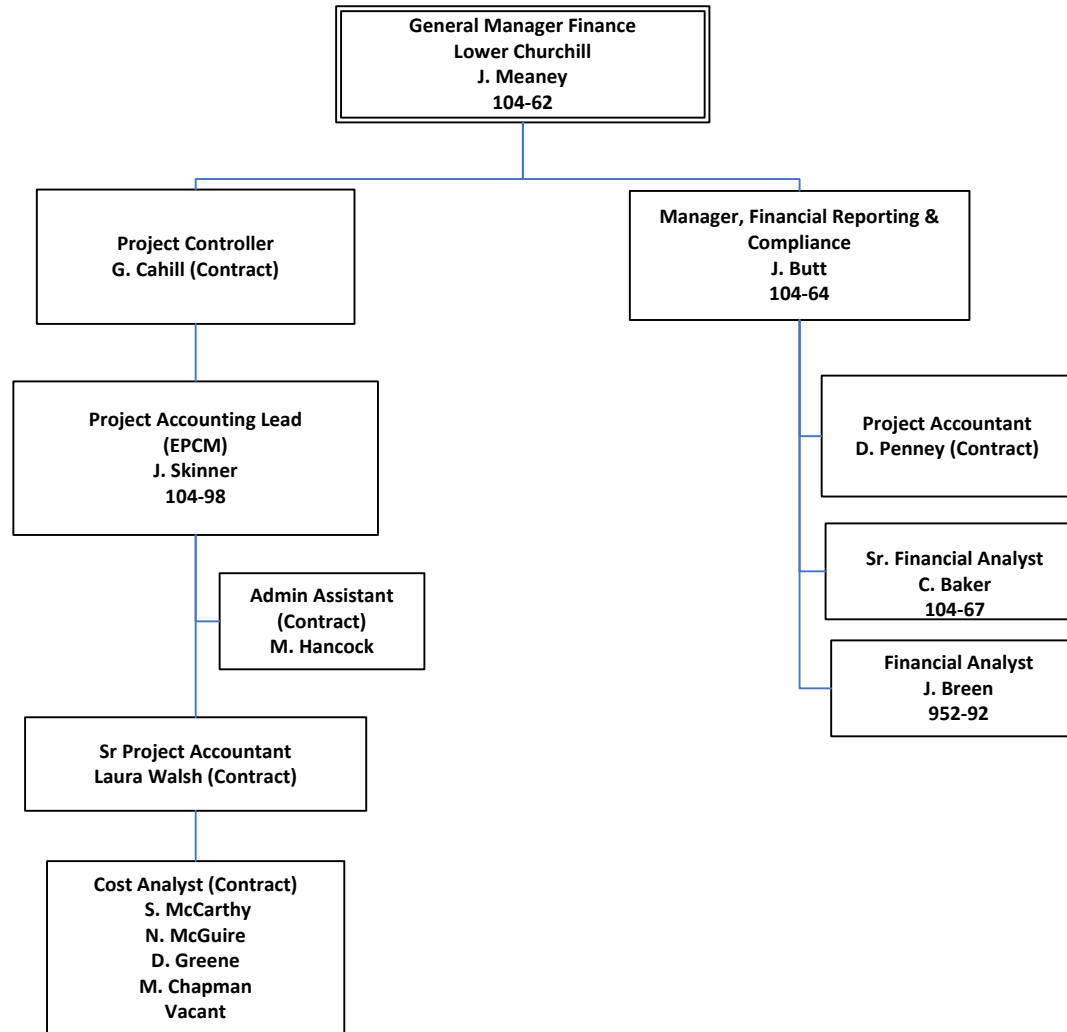 General Manager Finance
Lower Churchill
J. Meaney
104-62
Project Controller
G. Cahill (Contract)
Manager, Financial Reporting &
Compliance
J. Butt
104-64
Project Accounting Lead
(EPCM)
J. Skinner
104-98
Project Accountant
D. Penney (Contract)
Sr. Financial Analyst
C. Baker
104-67
Admin Assistant
(Contract)
M. Hancock
Financial Analyst
J. Breen
952-92
Sr Project Accountant
Laura Walsh (Contract)
Cost Analyst (Contract)
S. McCarthy
N. McGuire
D. Greene
M. Chapman
Vacant